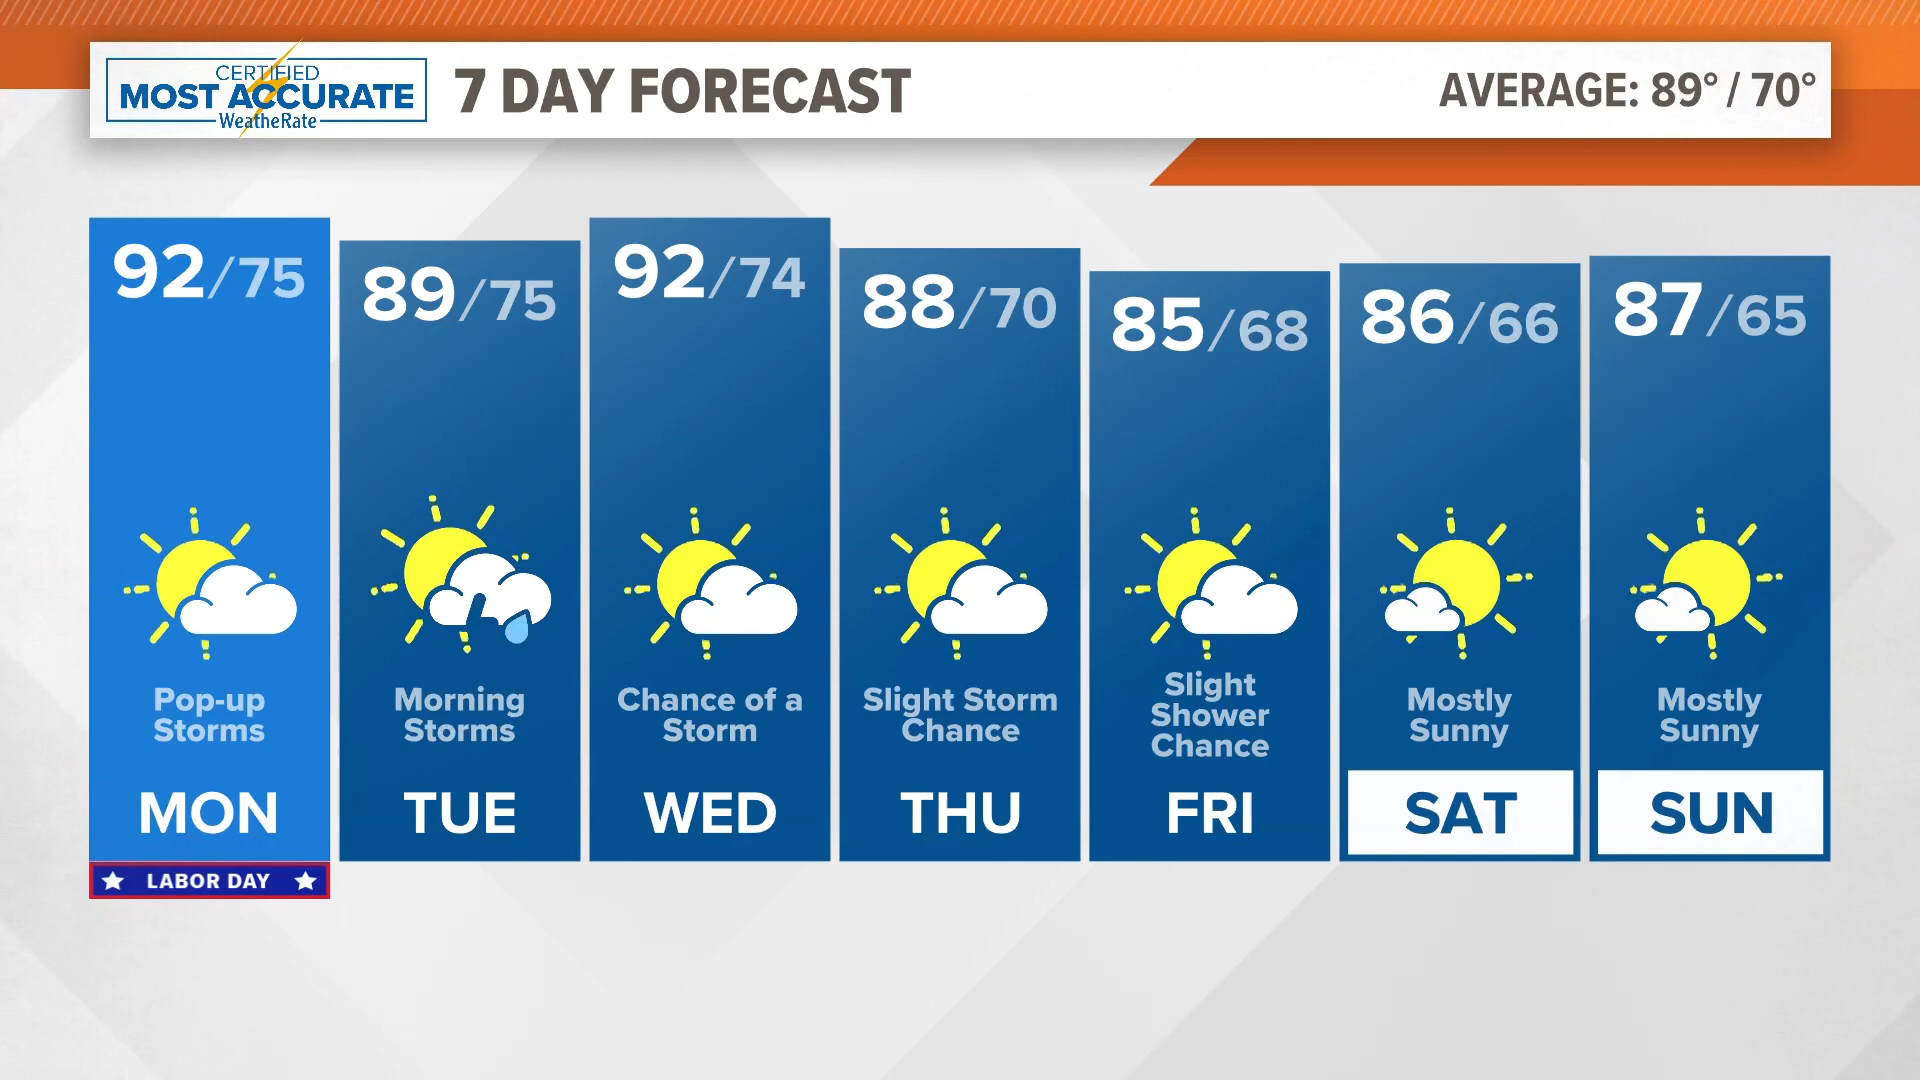 CERTIFIED
MOST ACCURATE
WeatheRate
7 DAY FORECAST
AVERAGE: 89° / 70°
92/75
Pop-up
Storms
MON
LABOR DAY
89/75
Morning
Storms
TUE
92/74
Chance of a
Storm
WED
88/70
Slight Storm
Chance
THU
85/68
Slight
Shower
Chance
FRI
86/66
Mostly
Sunny
SAT
87/65
Mostly
Sunny
SUN